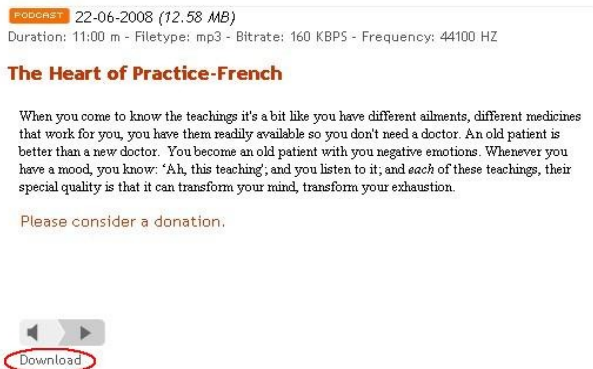 PODCAST 22-06-2008 (12.58 MB)
Duration: 11:00 m - Filetype: mp3 - Bitrate: 160 KBPS - Frequency: 44100 HZ
The Heart of Practice-French
When you come to know the teachings it's a bit like you have different ailments, different medicines
that work for you, you have them readily available so you don't need a doctor. An old patient is
better than a new doctor.  You become an old patient with you negative emotions. Whenever you
have a mood, you know: ‘Ah, this teaching’; and you listen to it; and each of these teachings, their
special quality is that it can transform your mind, transform your exhaustion.
Please consider a donation.
Download